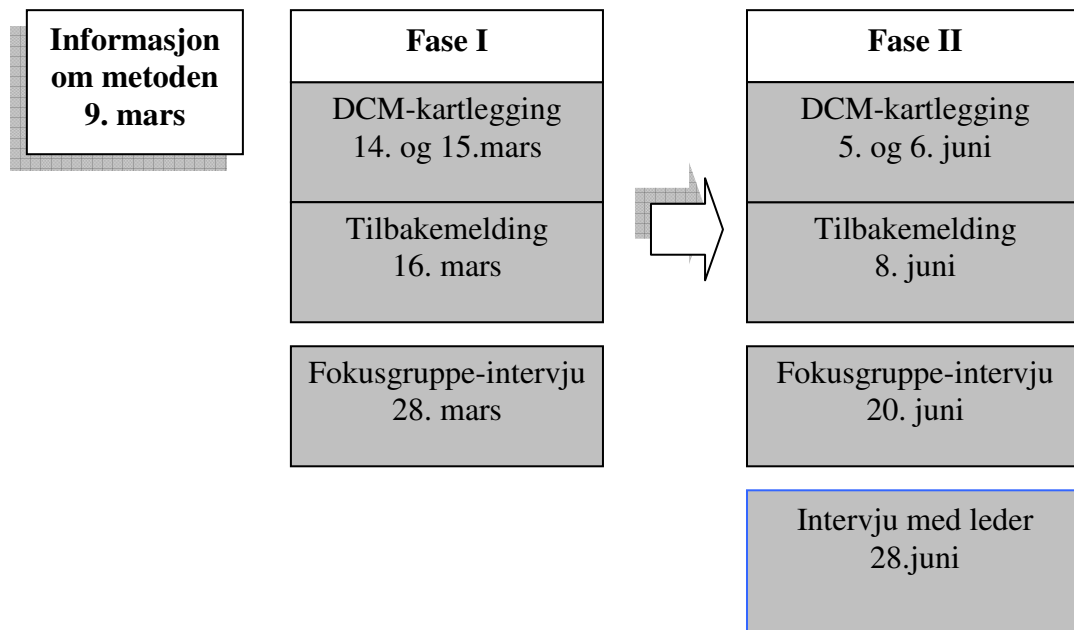 Informasjon
om metoden
9. mars
Fase I
DCM-kartlegging
14. og 15.mars
Tilbakemelding
16. mars
Fokusgruppe-intervju
28. mars
Fase II
DCM-kartlegging
5. og 6. juni
Tilbakemelding
8. juni
Fokusgruppe-intervju
20. juni
Intervju med leder
28.juni